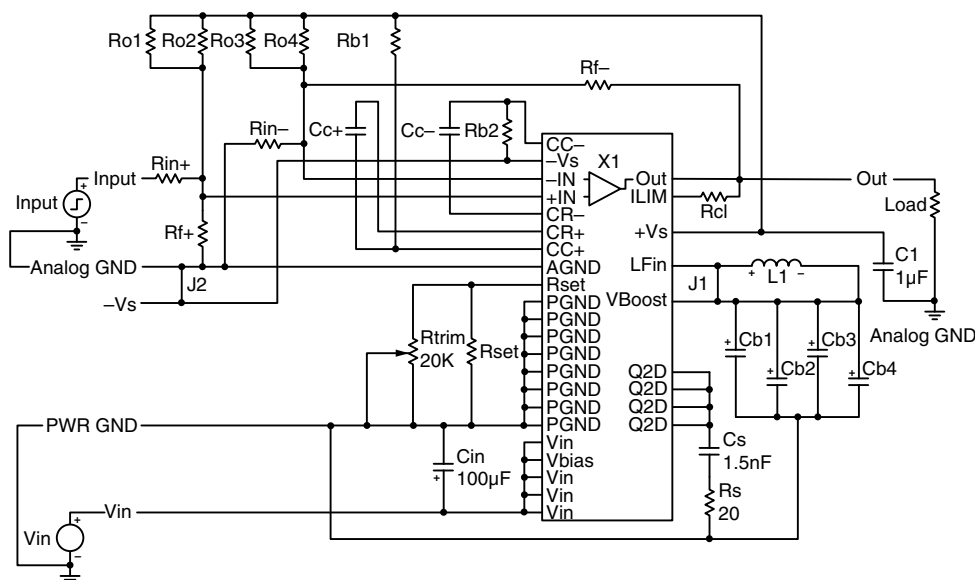 Ro1 Ro2 Ro3 Ro4 Rb1
Rf–
Rin– Cc+ Cc– Rb2
CC–
–Vs
X1
Input Rin+
–IN
Out
Out
+IN
ILIM
Rcl
Load
Input
CR–
Rf+
CR+
+Vs
CC+
C1
1µF
Analog GND
AGND
LFin
J1
L1
J2
Rset
–Vs
PGND
VBoost
Analog GND
PGND
Rtrim
20K
Rset
PGND
PGND
Cb1
Cb3
PGND
Q2D
Cb2
Cb4
PGND
Q2D
PGND
Q2D
PWR GND
PGND
Q2D
Vin
Cs
1.5nF
Cin
100µF
Vbias
Vin
Vin
Rs
20
Vin
Vin
Vin